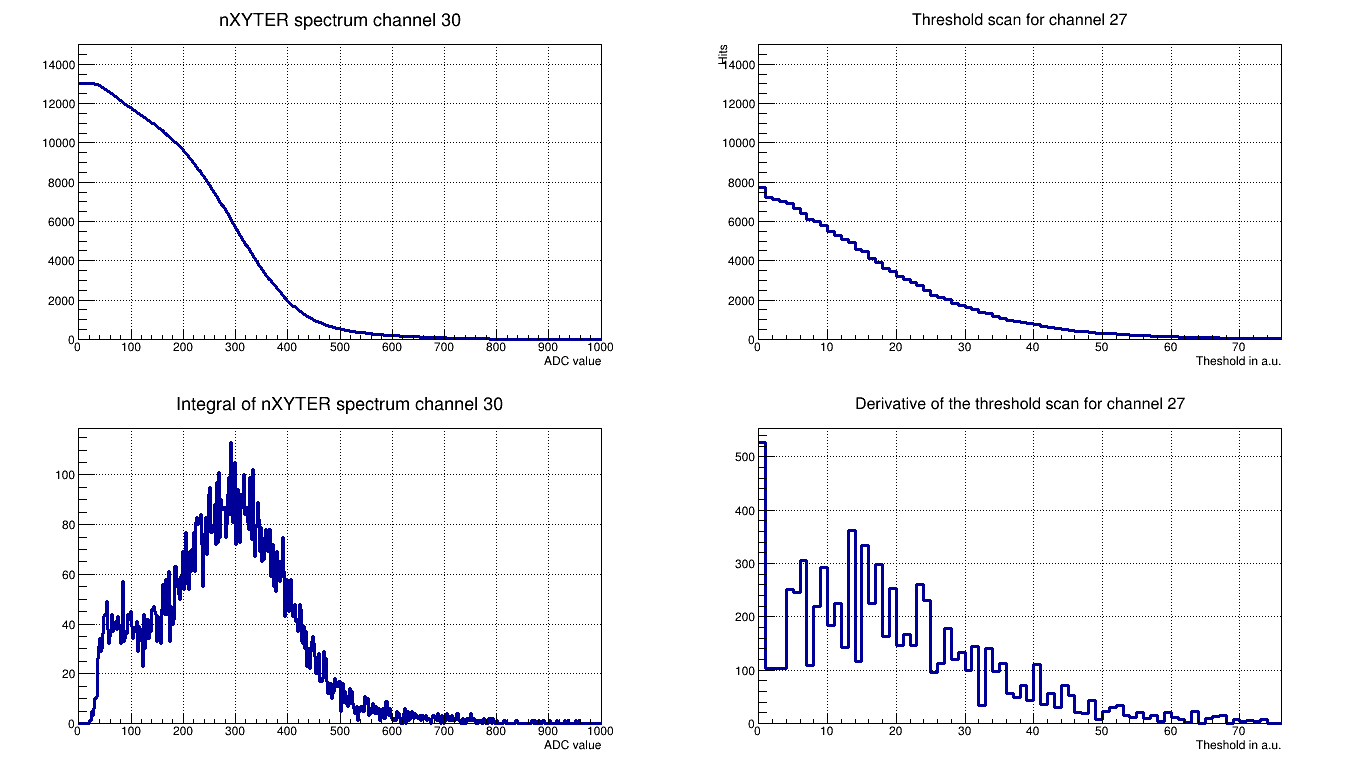 nXYTER spectrum channel 30
14000
12000
10000
8000
6000
4000
2000
0
0 100 200 300 400 500 600 700 800 900 1000
ADC value
Threshold scan for channel 27
Hits
14000
12000
10000
8000
6000
4000
2000
0
0 10 20 30 40 50 60 70
Theshold in a.u.
Integral of nXYTER spectrum channel 30
100
80
60
40
20
0
0 100 200 300 400 500 600 700 800 900 1000
ADC value
Derivative of the threshold scan for channel 27
500
400
300
200
100
0
0 10 20 30 40 50 60 70
Theshold in a.u.